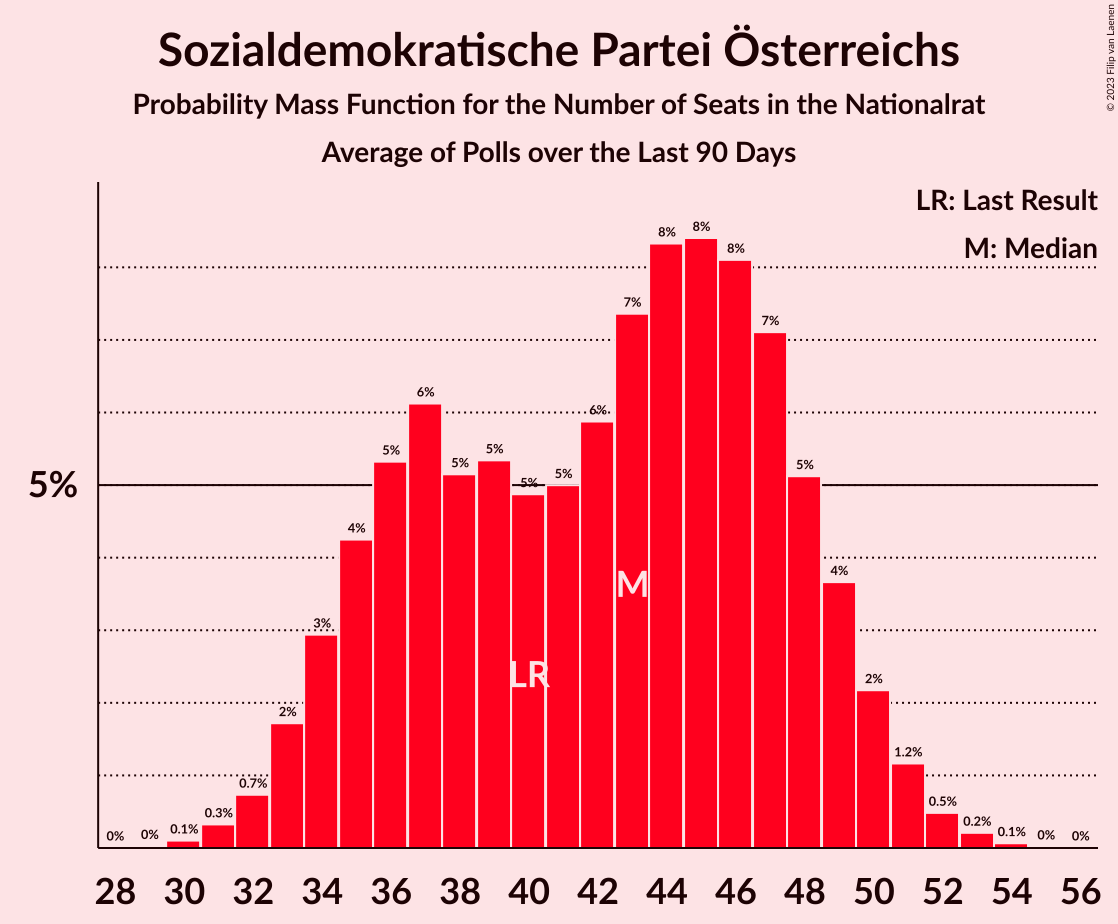 Sozialdemokratische Partei Österreichs
Probability Mass Function for the Number of Seats in the Nationalrat
Average of Polls over the Last 90 Days
© 2023 Filip van Laenen
LR: Last Result
M: Median
5%
0% 0% 0.1% 0.3% 0.7% 2% 3% 4% 5% 6% 5% 5% 5% 5% 6% 7% 8% 8% 8% 7% 5% 4% 2% 1.2% 0.5% 0.2% 0.1% 0% 0%
M
LR
28 30 32 34 36 38 40 42 44 46 48 50 52 54 56